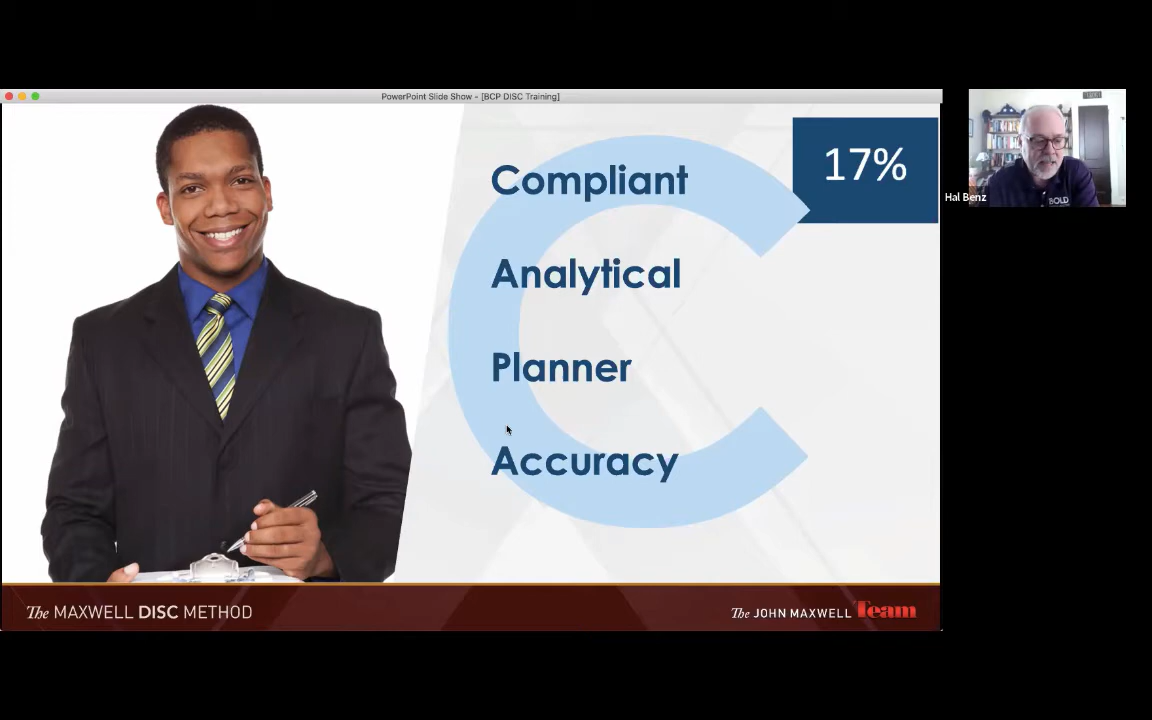 PowerPoint Slide Show - [BCP DISC Training]
Compliant
17%
Analytical
Planner
Accuracy
The MAXWELL DISC METHOD
The JOHN MAXWELL Team
Hal Benz
BOLD